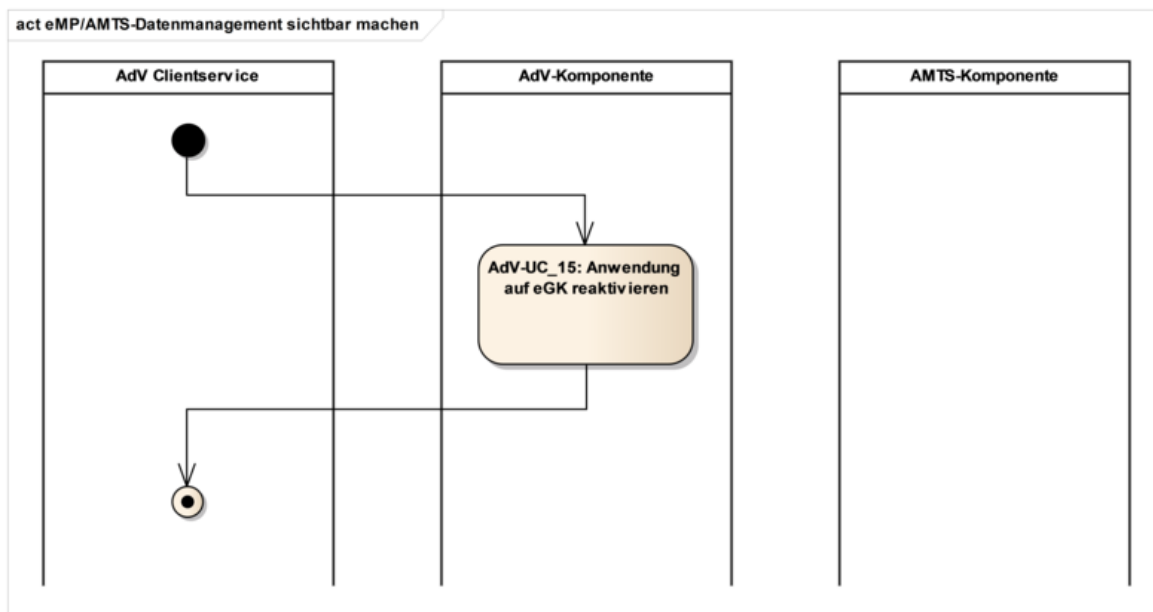 act eMP/AMTS-Datenmanagement sichtbar machen
AdV Clientservice
AdV-Komponente
AMTS-Komponente
AdV-UC_15: Anwendung
auf eGK reaktivieren